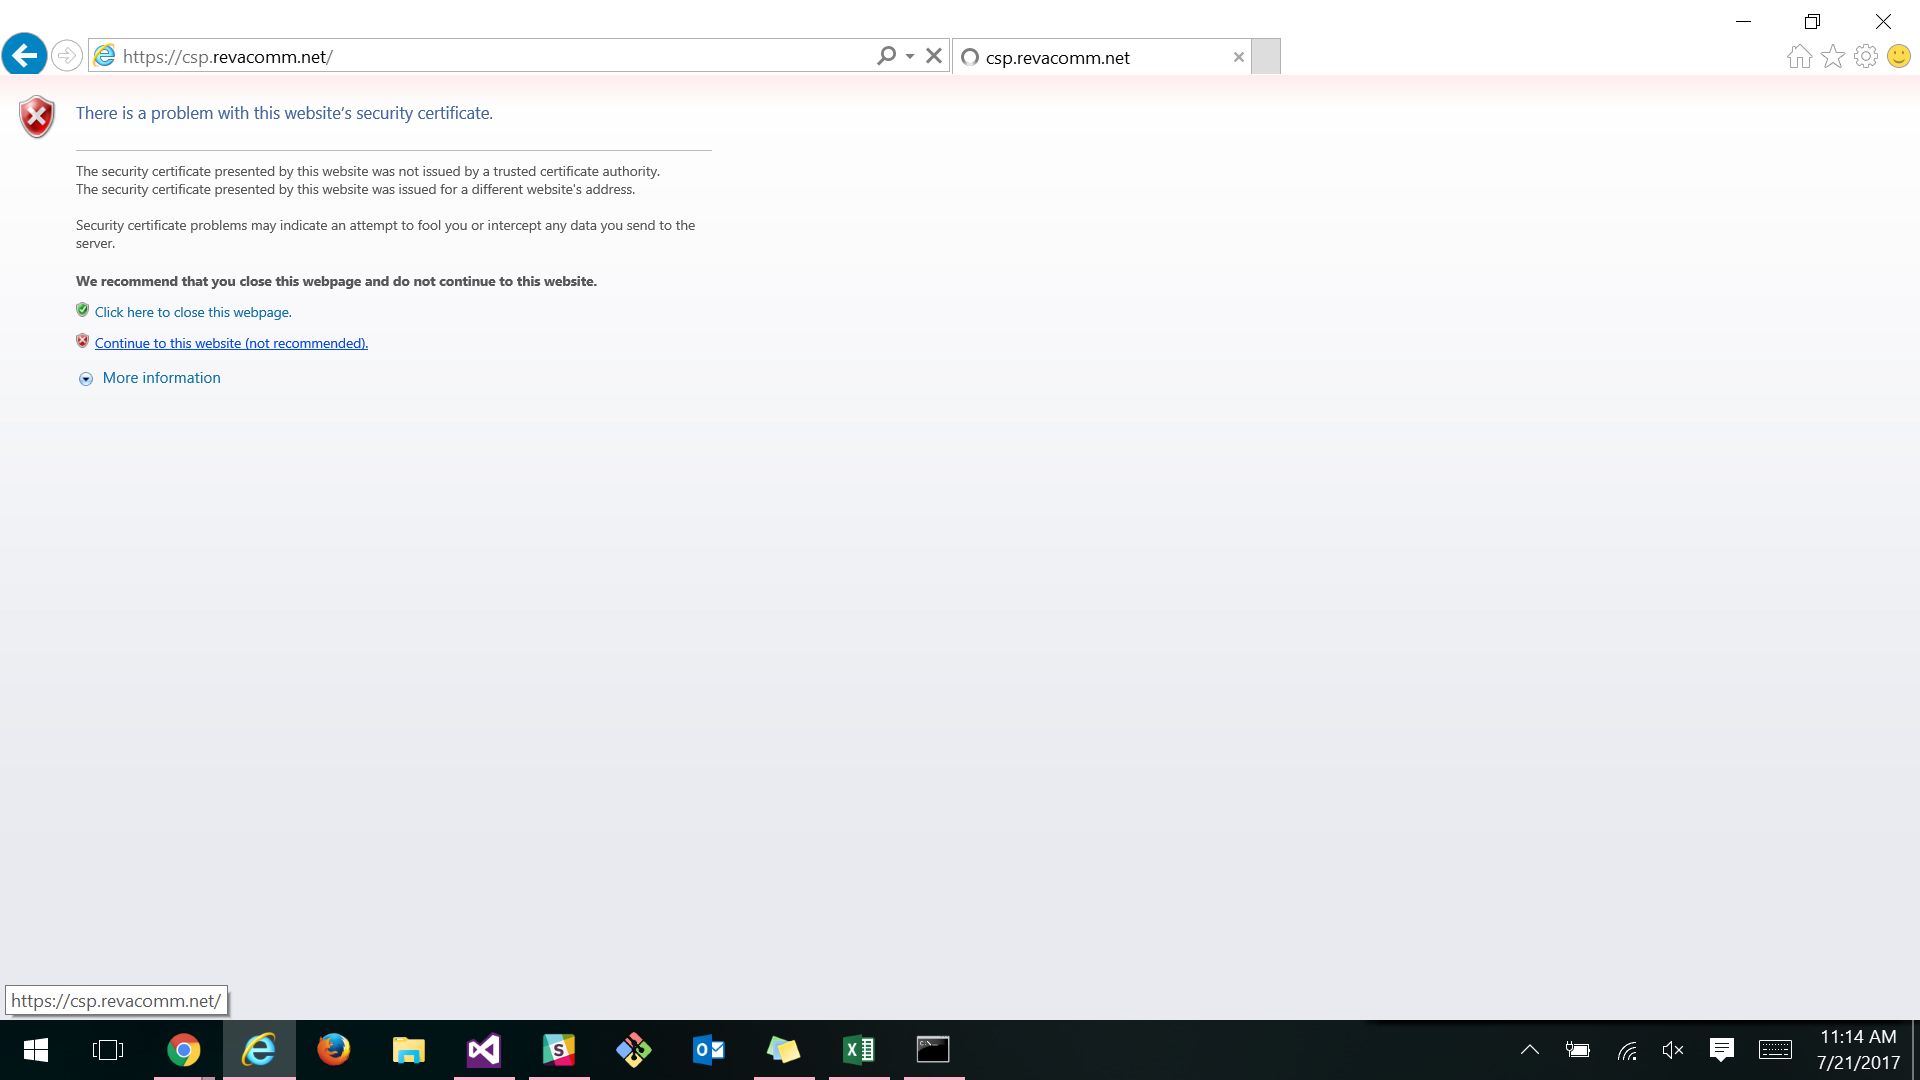 https://csp.revacomm.net/
csp.revacomm.net
There is a problem with this website's security certificate.
The security certificate presented by this website was not issued by a trusted certificate authority.
The security certificate presented by this website was issued for a different website's address.
Security certificate problems may indicate an attempt to fool you or intercept any data you send to the
server.
We recommend that you close this webpage and do not continue to this website.
Click here to close this webpage.
Continue to this website (not recommended).
More information
https://csp.revacomm.net/
11:14 AM
7/21/2017